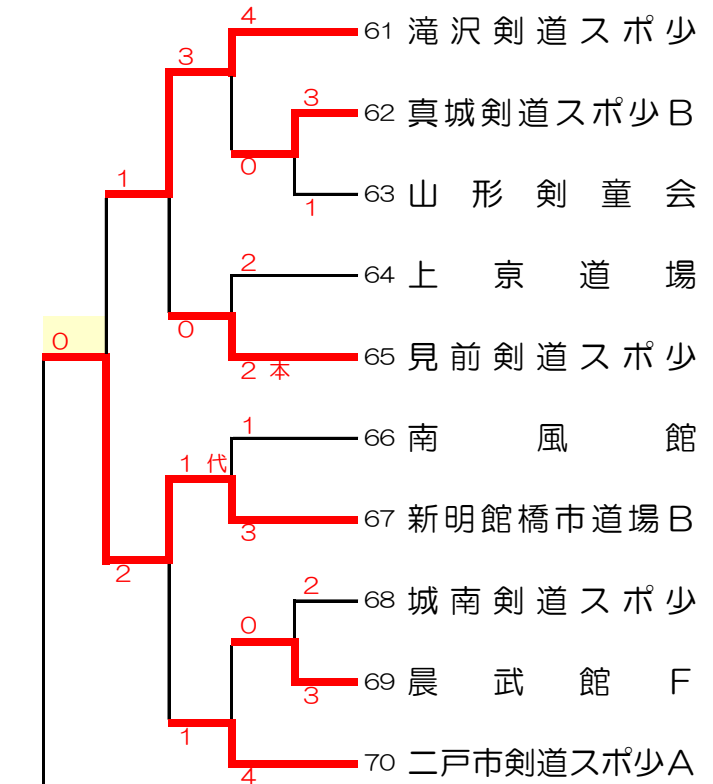 4
61 滝沢剣道スポ少
3
3
62 真城剣道スポ少B
0
1
63 山形剣童会
1
2
64 上京道場
0
65 見前剣道スポ少
2 本
0
1
66 南風館
1 代
67 新明館橋市道場B
3
2
2
68 城南剣道スポ少
0
69 晨武館F
3
1
70 二戸市剣道スポ少A
4